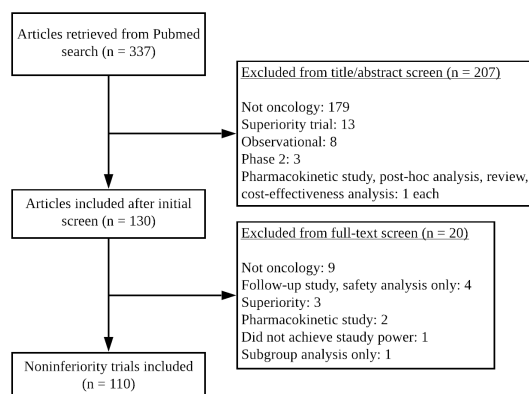 Articles retrieved from Pubmed
search (n = 337)
Excluded from title/abstract screen (n = 207)
Not oncology: 179
Superiority trial: 13
Observational: 8
Phase 2: 3
Pharmacokinetic study, post-hoc analysis, review,
cost-effectiveness analysis: 1 each
Articles included after initial
screen (n = 130)
Excluded from full-text screen (n = 20)
Not oncology: 9
Follow-up study, safety analysis only: 4
Superiority: 3
Pharmacokinetic study: 2
Did not achieve staudy power: 1
Subgroup analysis only: 1
Noninferiority trials included
(n = 110)